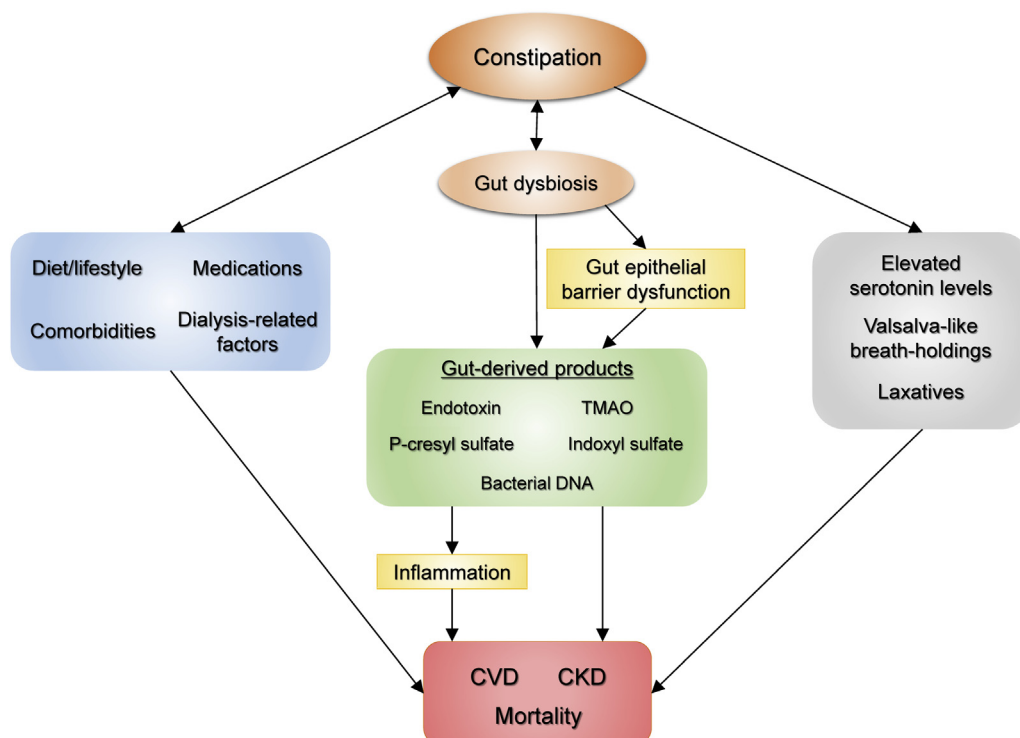 Constipation
Gut dysbiosis
Diet/lifestyle
Medications
Comorbidities
Dialysis-related
factors
Gut epithelial
barrier dysfunction
Elevated
serotonin levels
Valsalva-like
breath-holdings
Laxatives
Gut-derived products
Endotoxin
TMAO
P-cresyl sulfate
Indoxyl sulfate
Bacterial DNA
Inflammation
CVD
CKD
Mortality